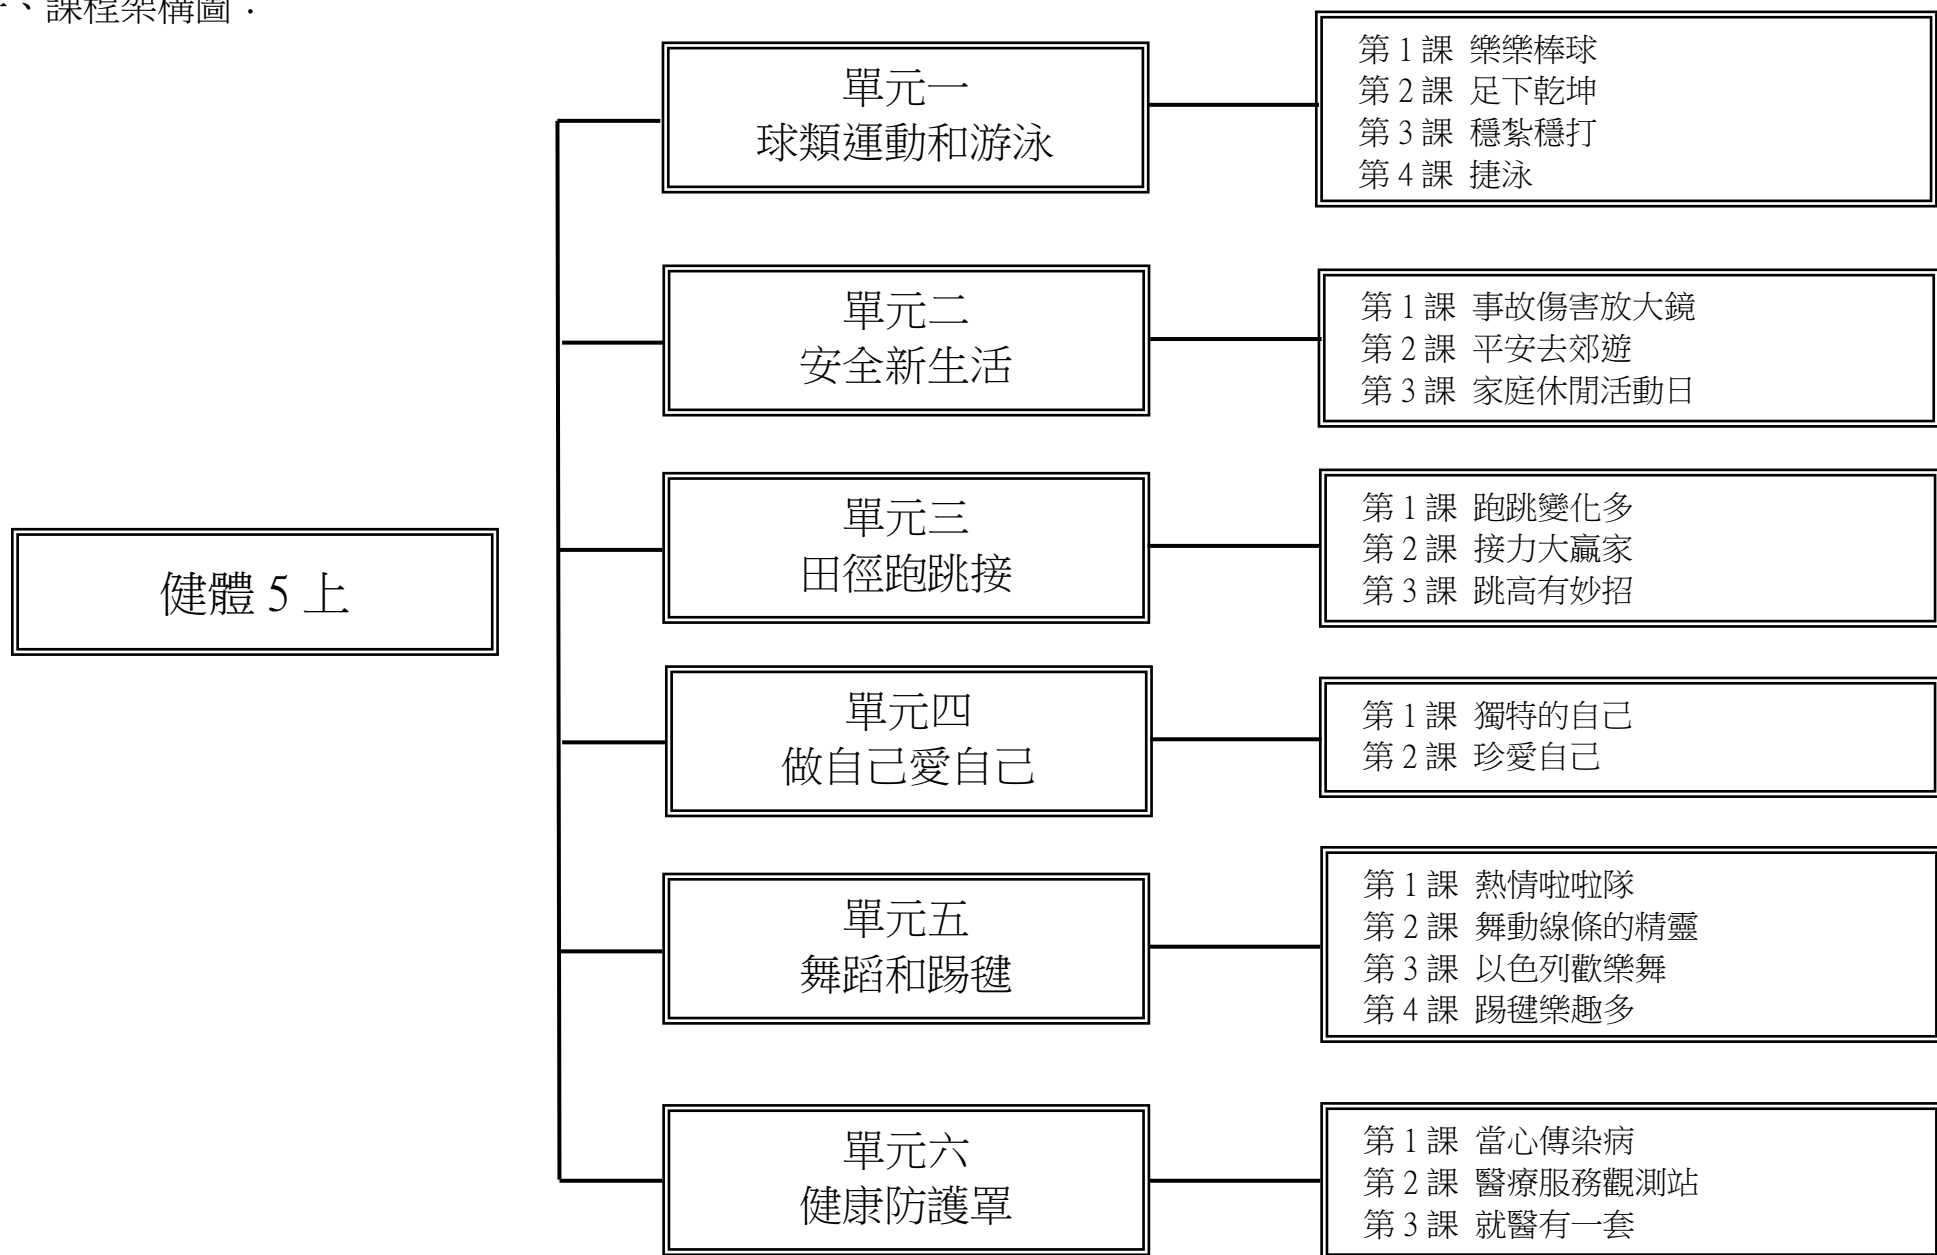 、課程架構圖：
健體5上
單元一
球類運動和游泳
第1課 樂樂棒球
第2課 足下乾坤
第3課 穩紮穩打
第4課 捷泳
單元二
安全新生活
第1課 事故傷害放大鏡
第2課 平安去郊遊
第3課 家庭休閒活動日
單元三
田徑跑跳接
第1課 跑跳變化多
第2課 接力大贏家
第3課 跳高有妙招
單元四
做自己愛自己
第1課 獨特的自己
第2課 珍愛自己
單元五
舞蹈和踢毽
第1課 熱情啦啦隊
第2課 舞動線條的精靈
第3課 以色列歡樂舞
第4課 踢毽樂趣多
單元六
健康防護罩
第1課 當心傳染病
第2課 醫療服務觀測站
第3課 就醫有一套